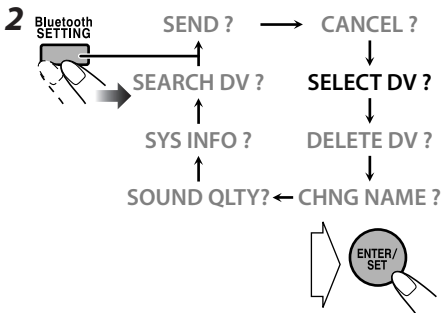 2 Bluetooth SETTING
SEND ? CANCEL ?
SEARCH DV ? SELECT DV ?
SYS INFO ? DELETE DV ?
SOUND QLTY? CHNG NAME ?
ENTER/
SET